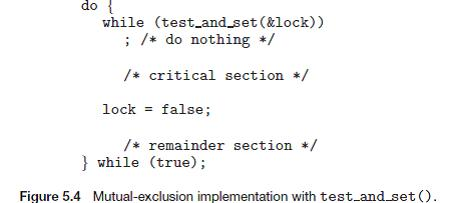 do {
while (test_and_set(&lock))
; /* do nothing */
/* critical section */
lock = false;
/* remainder section */
} while (true);
Figure 5.4 Mutual-exclusion implementation with test_and_set().